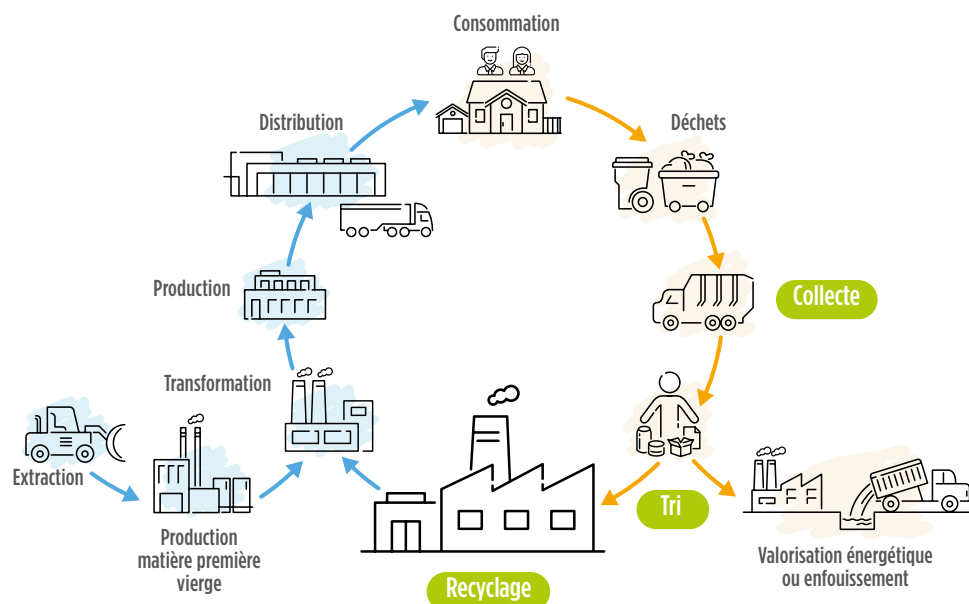 Consommation
Distribution
Déchets
Production
Collecte
Transformation
Extraction
Tri
Production
matière première
vierge
Valorisation énergétique
ou enfouissement
Recyclage